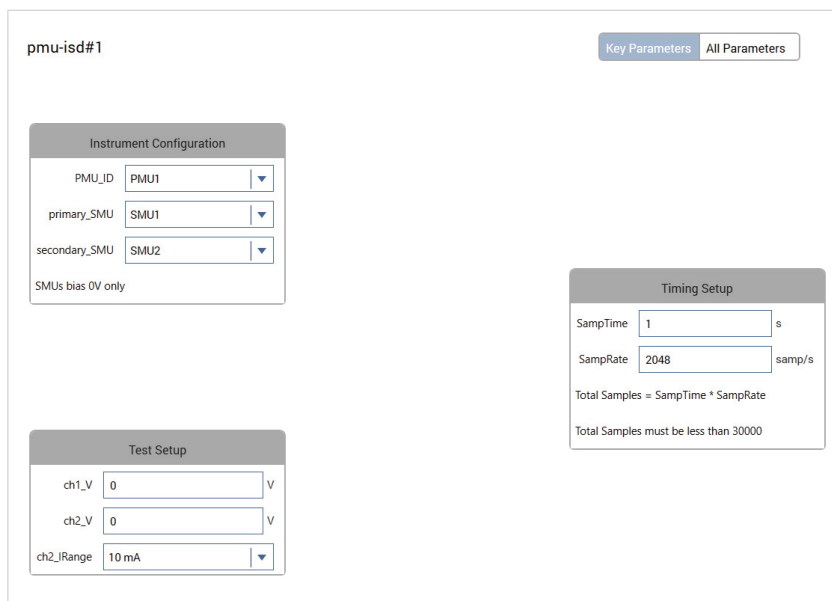 pmu-isd#1
Key Parameters All Parameters
Instrument Configuration
PMU_ID PMU1
primary_SMU SMU1
secondary_SMU SMU2
SMUs bias 0V only
Timing Setup
SampTime 1 s
SampRate 2048 samp/s
Total Samples = SampTime * SampRate
Total Samples must be less than 30000
Test Setup
ch1_V 0 V
ch2_V 0 V
ch2_IRange 10 mA